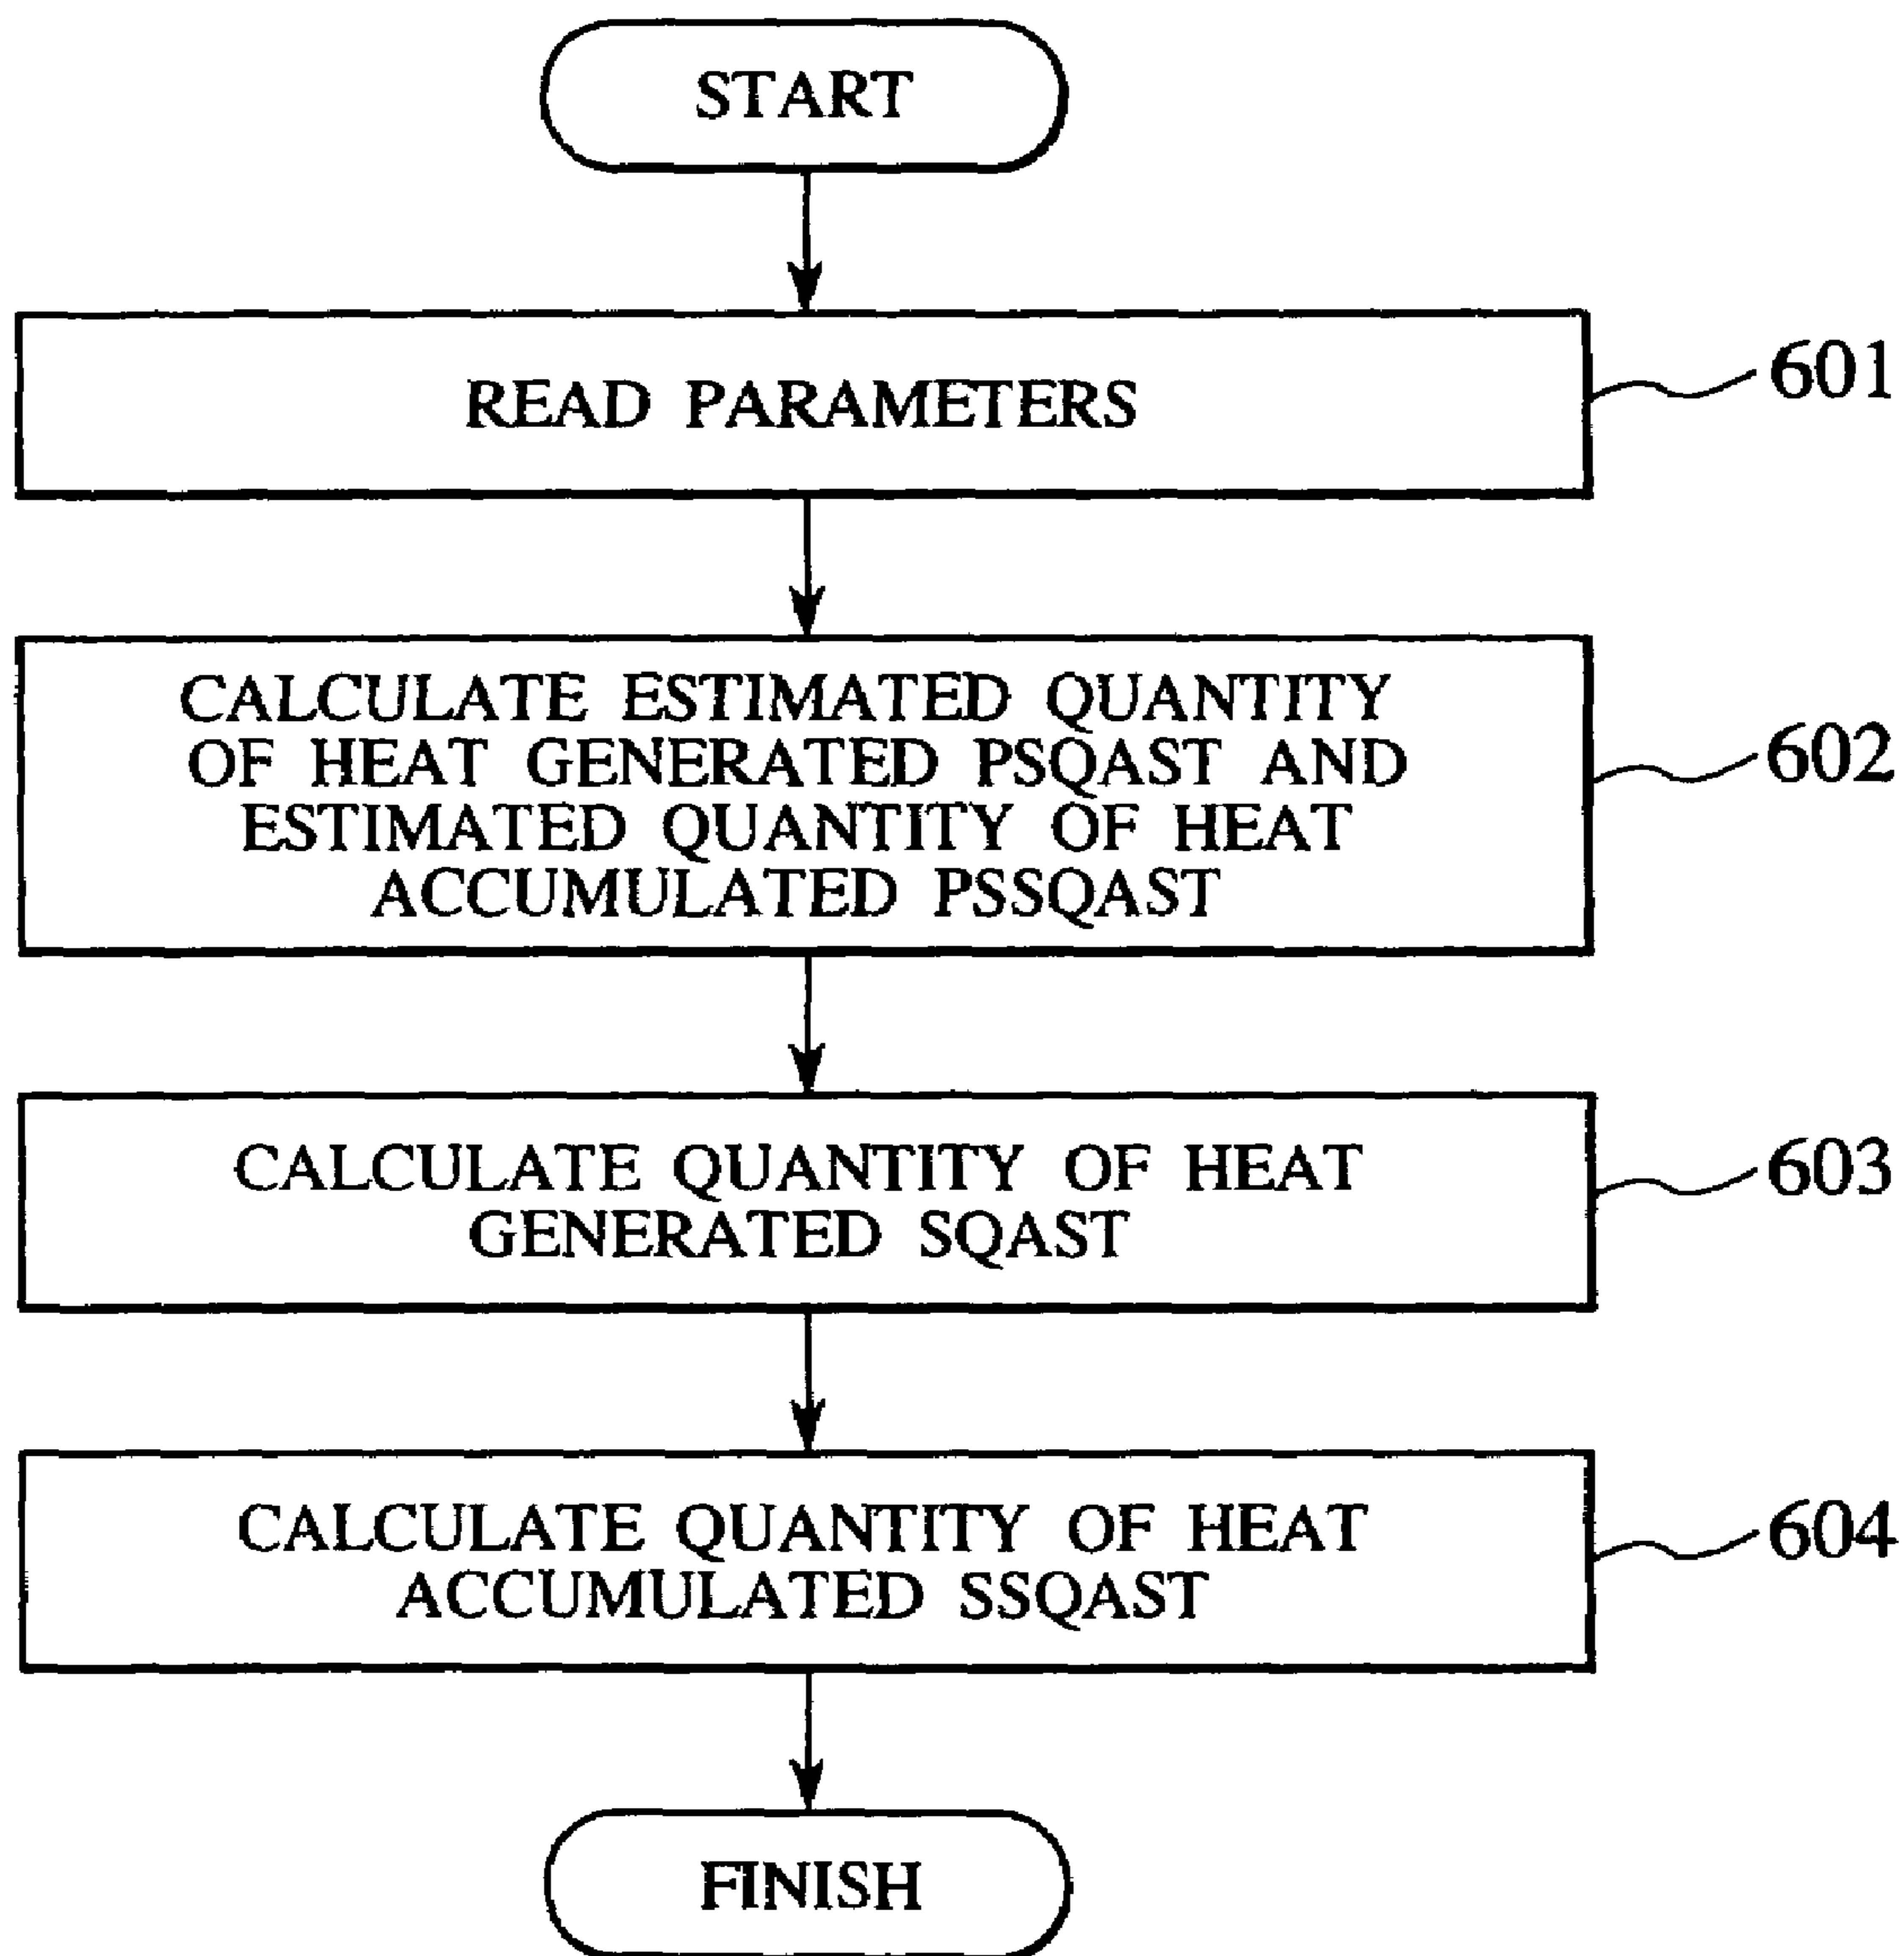 START
READ PARAMETERS
601
CALCULATE ESTIMATED QUANTITY
OF HEAT GENERATED PSQAST AND
ESTIMATED QUANTITY OF HEAT
ACCUMULATED PSSQAST
602
CALCULATE QUANTITY OF HEAT
GENERATED SQAST
603
CALCULATE QUANTITY OF HEAT
ACCUMULATED SSQAST
604
FINISH